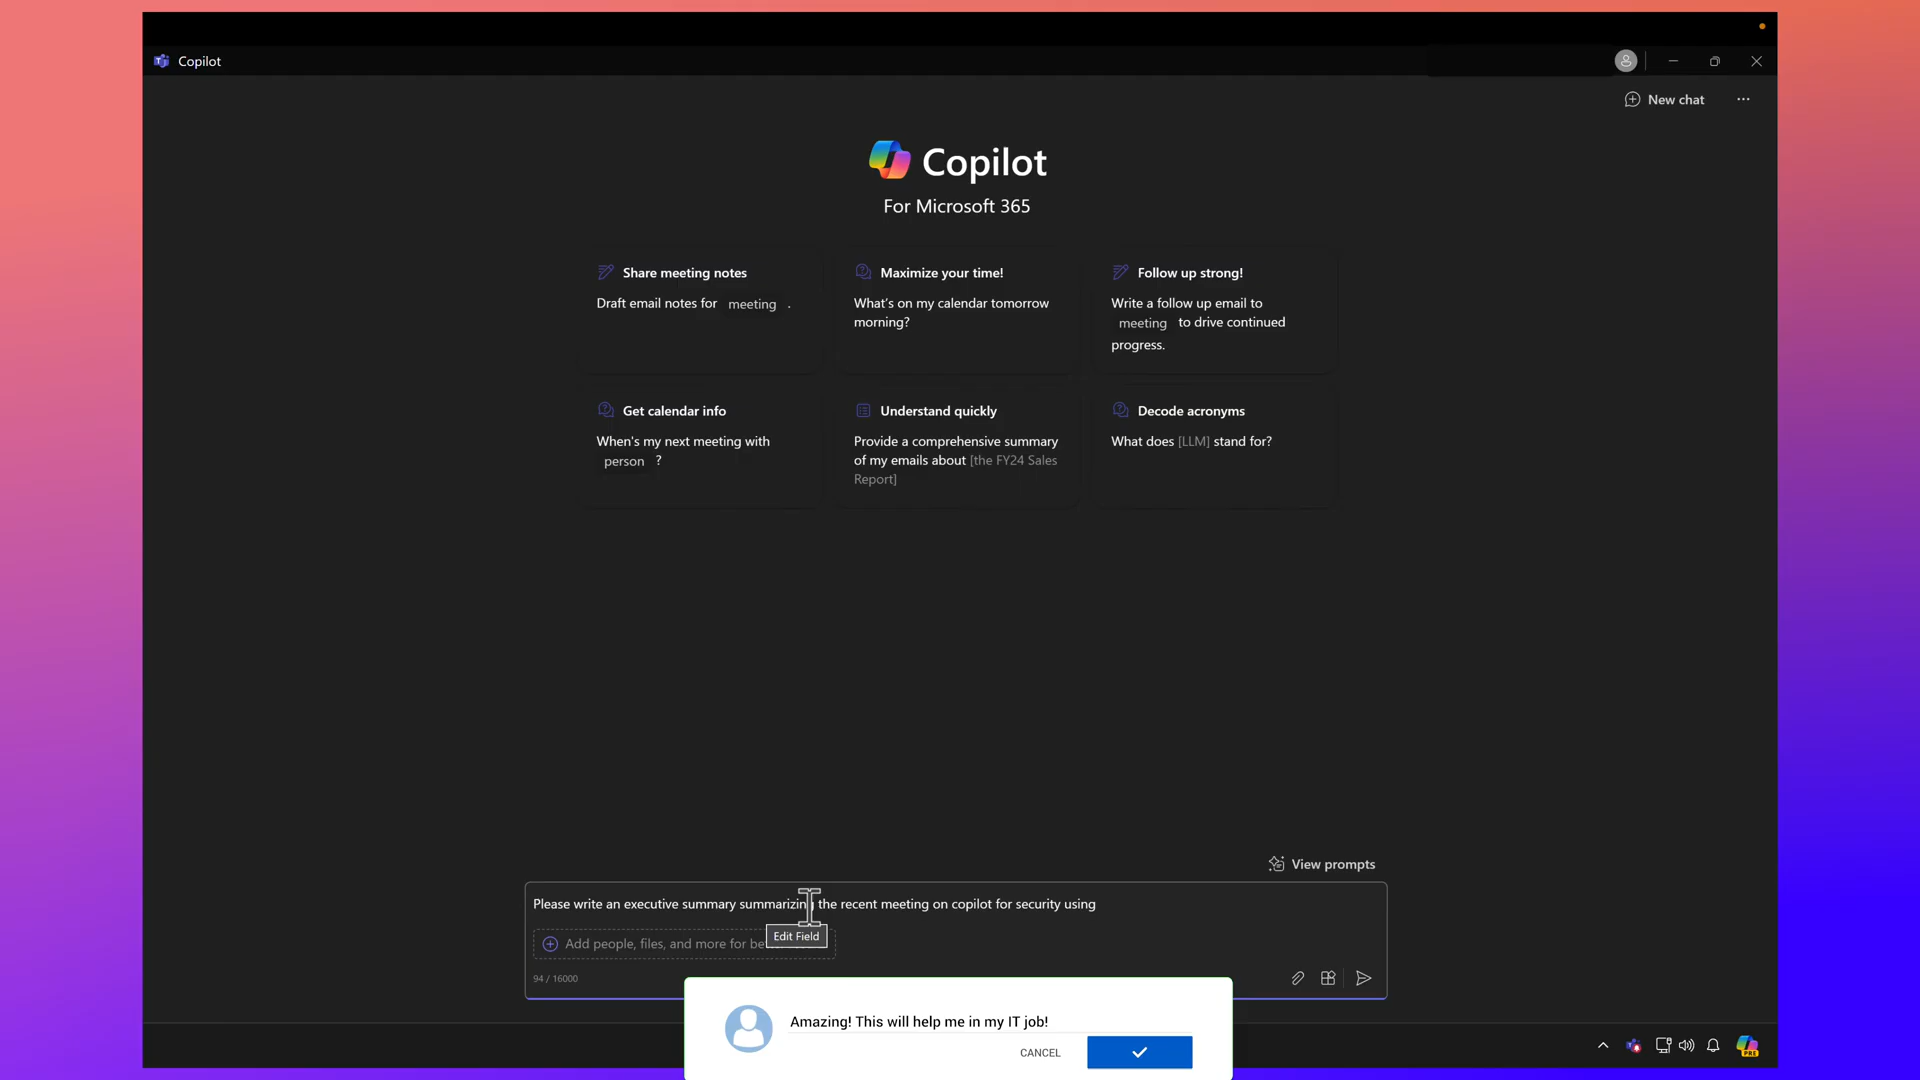 Copilot
New chat
Copilot
For Microsoft 365
Share meeting notes
Draft email notes for meeting .
Maximize your time!
What's on my calendar tomorrow
morning?
Follow up strong!
Write a follow up email to
meeting to drive continued
progress.
Get calendar info
When's my next meeting with
person ?
Understand quickly
Provide a comprehensive summary
of my emails about [the FY24 Sales
Report]
Decode acronyms
What does [LLM] stand for?
View prompts
Please write an executive summary summarizing the recent meeting on copilot for security using
Edit Field
Add people, files, and more for be
94 / 16000
Amazing! This will help me in my IT job!
CANCEL
PRE